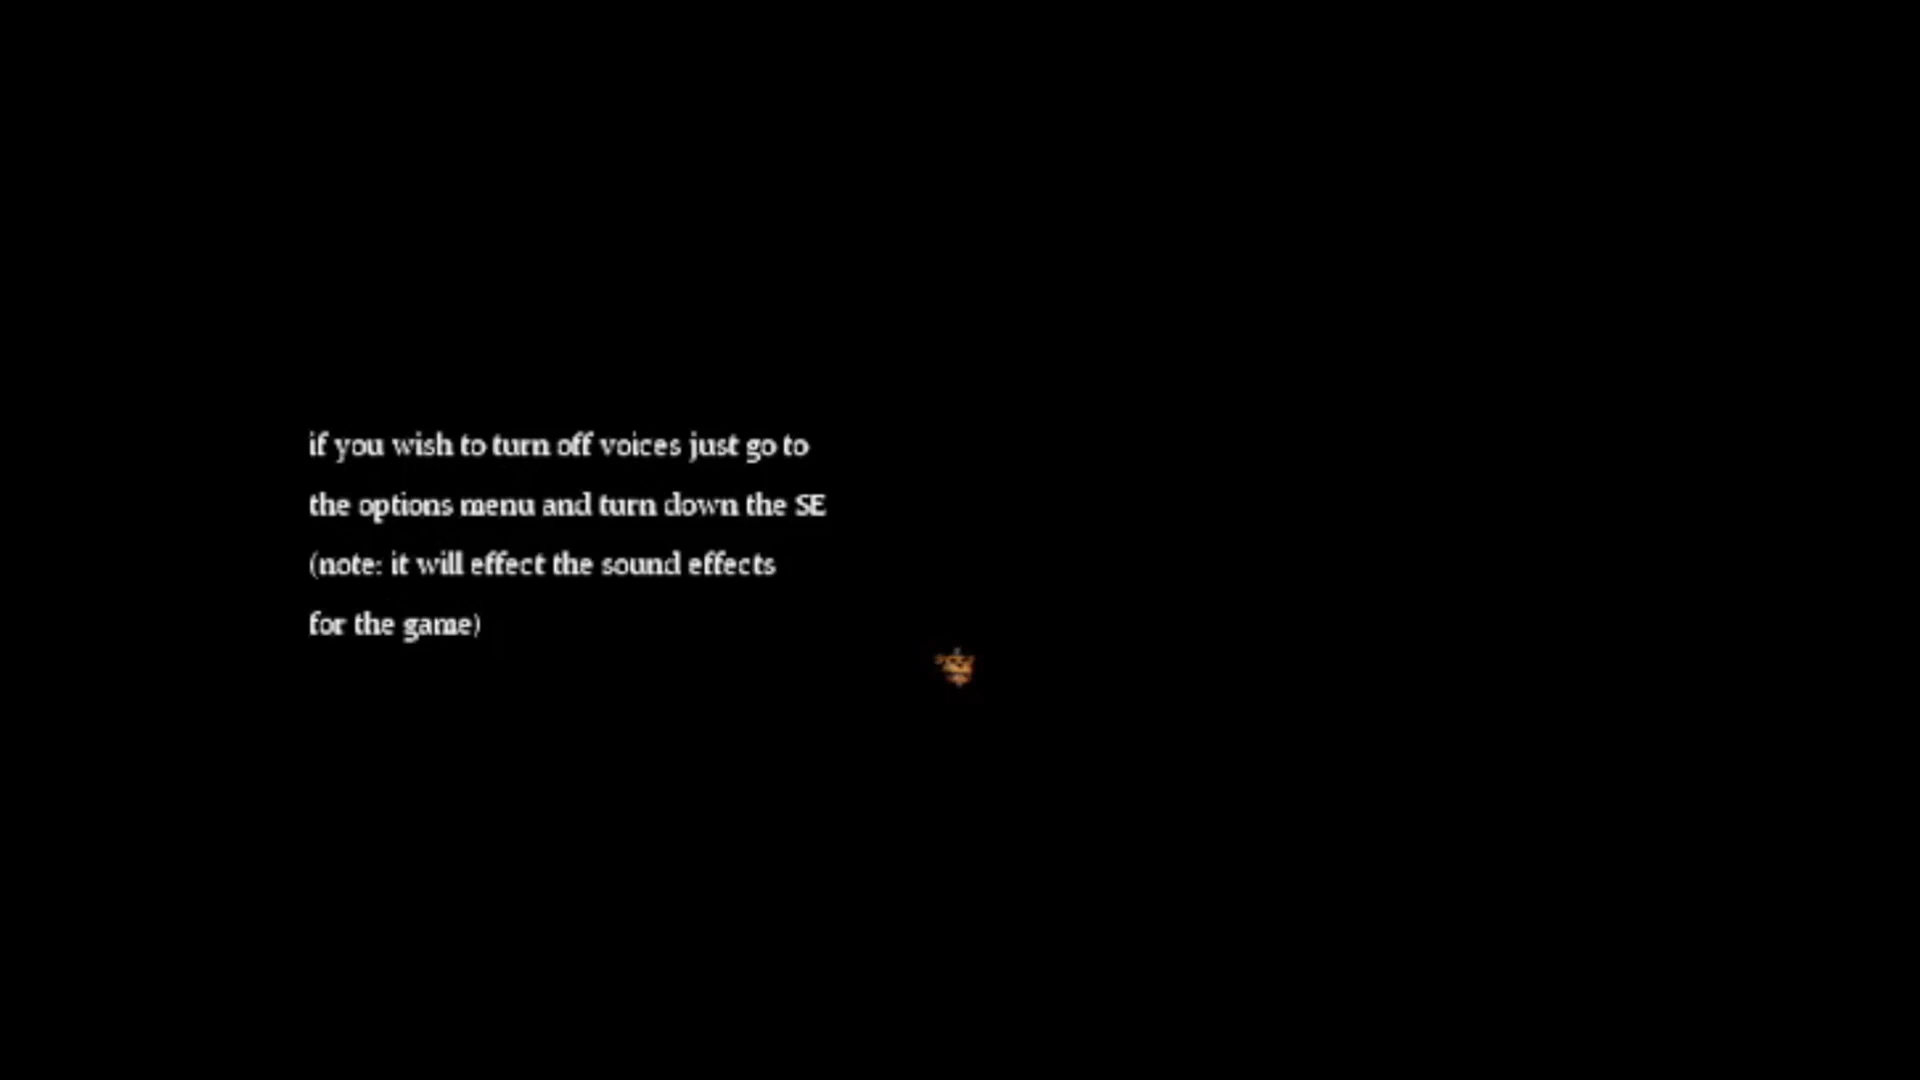 if you wish to turn off voices just go to
the options menu and turn down the SE
(note: it will effect the sound effects
for the game)